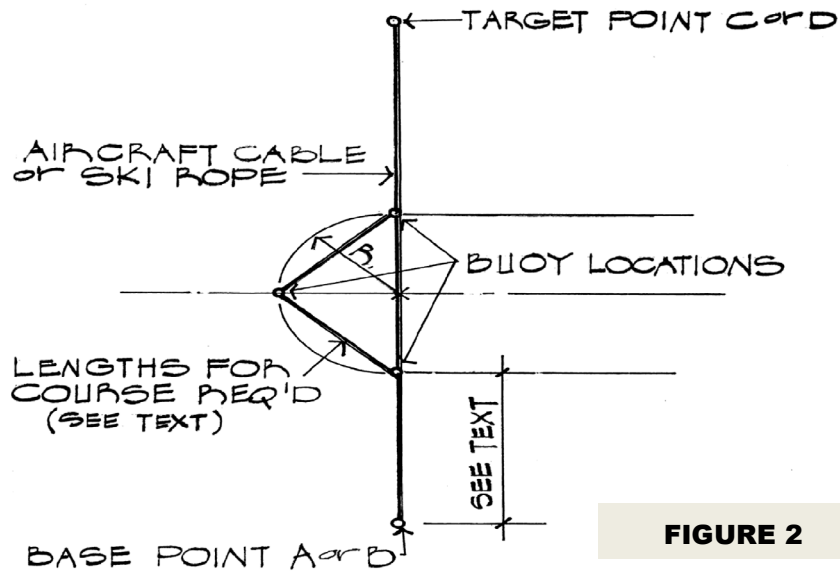 TARGET POINT C or D
AIRCRAFT CABLE
or SKI ROPE
R
BUOY LOCATIONS
LENGTHS FOR
COURSE REQ'D
(SEE TEXT)
SEE TEXT
BASE POINT A or B
FIGURE 2